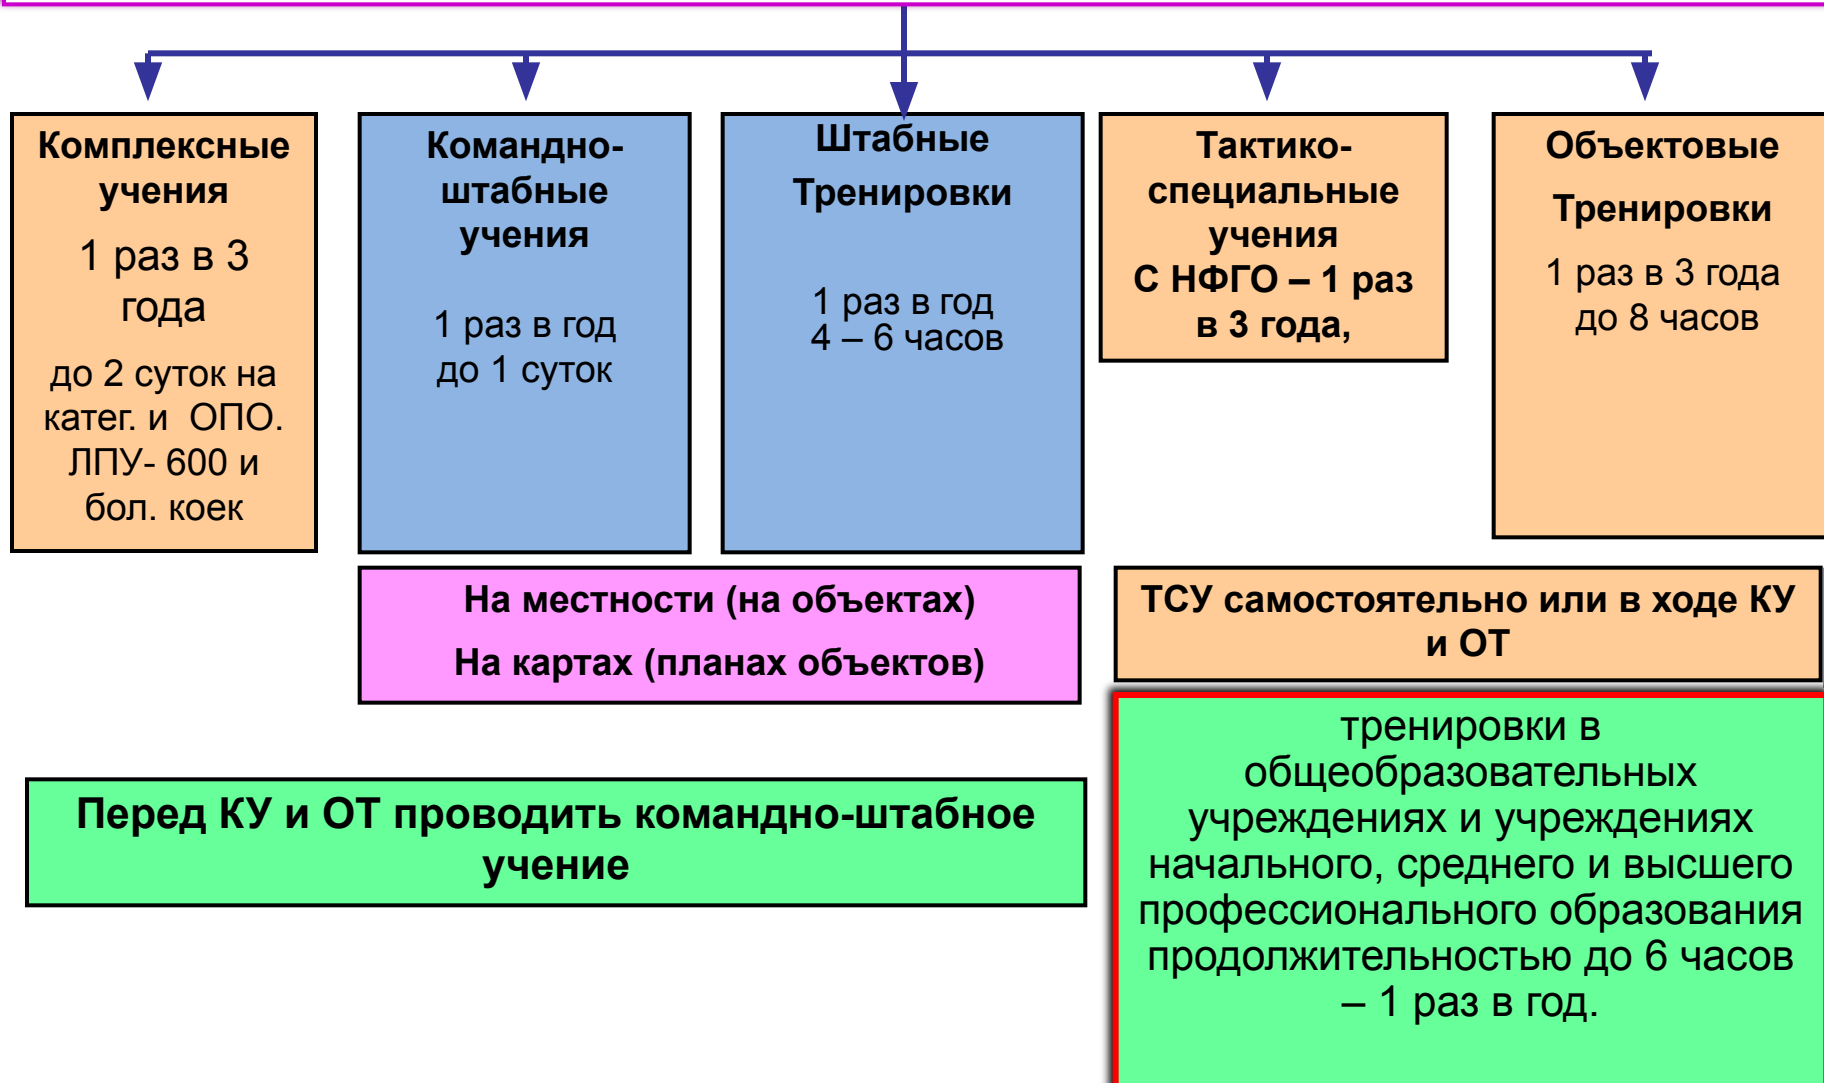 Комплексные
учения
1 раз в 3
года
до 2 суток на
катег. и ОПО.
ЛПУ- 600 и
бол. коек
Командно-
штабные
учения
1 раз в год
до 1 суток
Штабные
Тренировки
1 раз в год
4 – 6 часов
Тактико-
специальные
учения
С НФГО – 1 раз
в 3 года,
Объектовые
Тренировки
1 раз в 3 года
до 8 часов
На местности (на объектах)
На картах (планах объектов)
ТСУ самостоятельно или в ходе КУ
и ОТ
Перед КУ и ОТ проводить командно-штабное
учение
тренировки в
общеобразовательных
учреждениях и учреждениях
начального, среднего и высшего
профессионального образования
продолжительностью до 6 часов
– 1 раз в год.